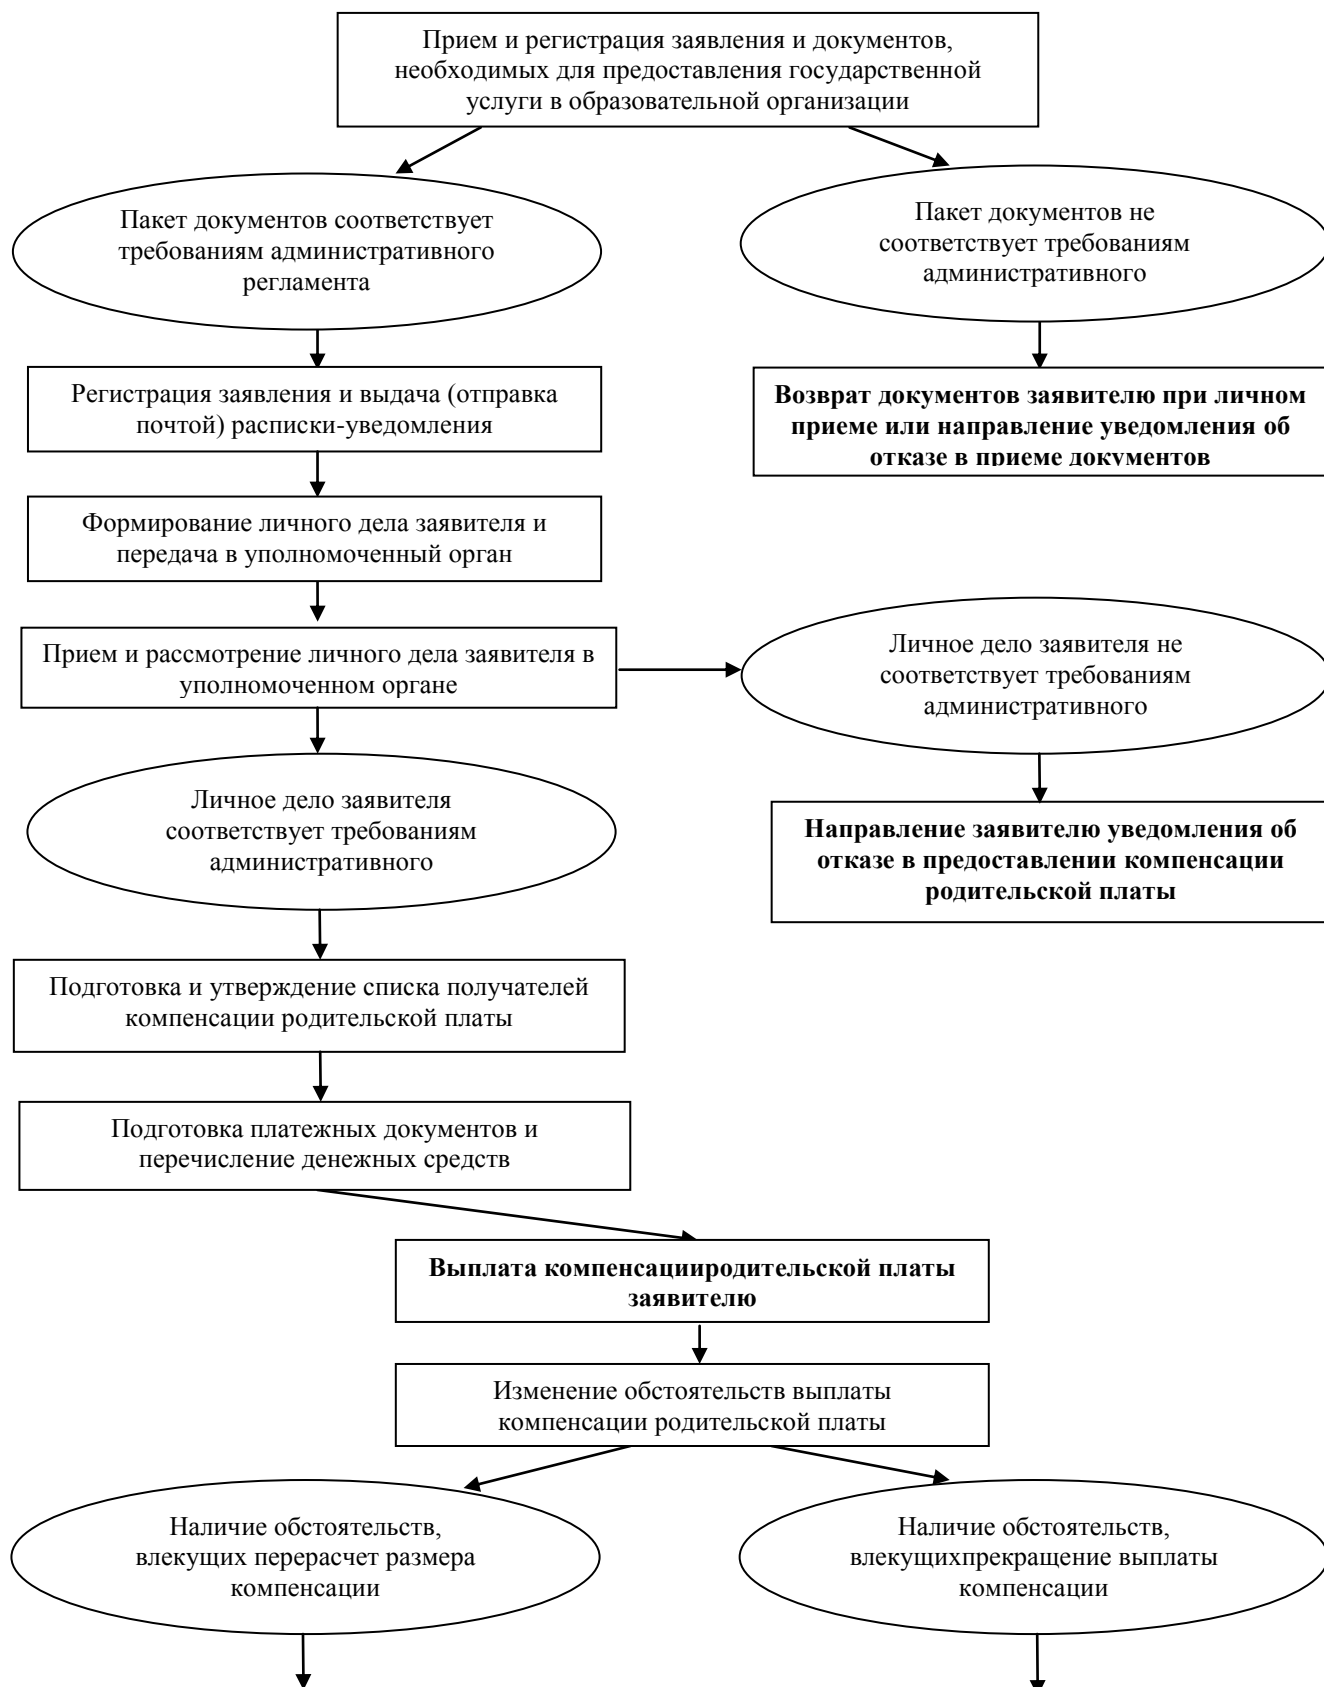 Прием и регистрация заявления и документов,
необходимых для предоставления государственной
услуги в образовательной организации
Пакет документов соответствует
требованиям административного
регламента
Пакет документов не
соответствует требованиям
административного
Регистрация заявления и выдача (отправка
почтой) расписки-уведомления
Возврат документов заявителю при личном
приеме или направление уведомления об
отказе в приеме документов
Формирование личного дела заявителя и
передача в уполномоченный орган
Прием и рассмотрение личного дела заявителя в
уполномоченном органе
Личное дело заявителя не
соответствует требованиям
административного
Личное дело заявителя
соответствует требованиям
административного
Направление заявителю уведомления об
отказе в предоставлении компенсации
родительской платы
Подготовка и утверждение списка получателей
компенсации родительской платы
Подготовка платежных документов и
перечисление денежных средств
Выплата компенсациродительской платы
заявителю
Изменение обстоятельств выплаты
компенсации родительской платы
Наличие обстоятельств,
влекущих перерасчет размера
компенсации
Наличие обстоятельств,
влекущихпрекращение выплаты
компенсации